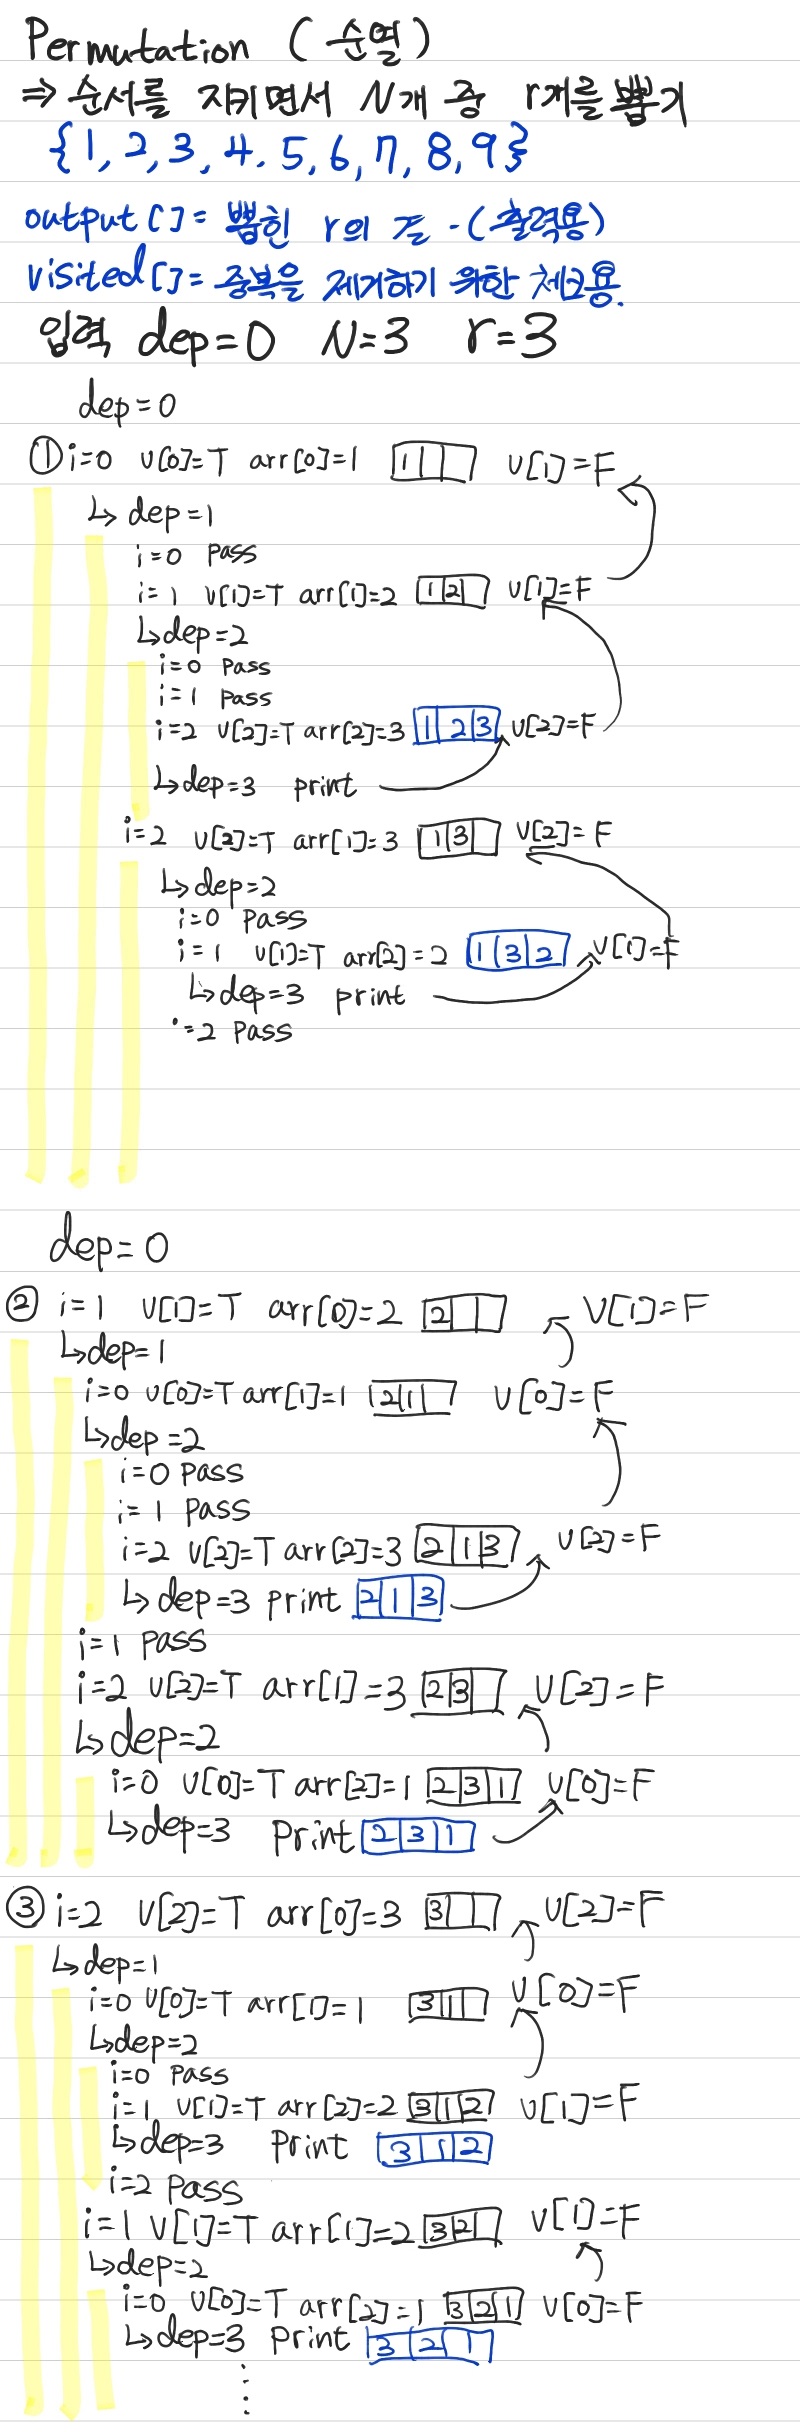 Permutation (순열)
⇒ 순서를 지키면서 N개 중 r개를 뽑기
{1, 2, 3, 4. 5, 6, 7, 8, 9}
output[] = 뽑힌 r의 결 - (출력용)
visited[] = 중복을 제거하기 위한 체크용.
입력 dep=0 N=3 r=3
dep=0
① i=0 v[0]=T arr[0]=1 1 v[1]=F
↳ dep=1
i=0 pass
i=1 v[1]=T arr[1]=2 1 2 v[1]=F
↳ dep=2
i=0 pass
i=1 pass
i=2 v[2]=T arr[2]=3 1 2 3 v[2]=F
↳ dep=3 print
i=2 v[2]=T arr[1]=3 1 3 v[2]=F
↳ dep=2
i=0 pass
i=1 v[1]=T arr[2]=2 1 3 2 v[1]=F
↳ dep=3 print
i=2 pass
dep=0
② i=1 v[1]=T arr[0]=2 2 v[1]=F
↳ dep=1
i=0 v[0]=T arr[1]=1 2 1 v[0]=F
↳ dep=2
i=0 pass
i=1 pass
i=2 v[2]=T arr[2]=3 2 1 3 v[2]=F
↳ dep=3 print 2 1 3
i=1 pass
i=2 v[2]=T arr[1]=3 2 3 v[2]=F
↳ dep=2
i=0 v[0]=T arr[2]=1 2 3 1 v[0]=F
↳ dep=3 print 2 3 1
③ i=2 v[2]=T arr[0]=3 3 v[2]=F
↳ dep=1
i=0 v[0]=T arr[1]=1 3 1 v[0]=F
↳ dep=2
i=0 pass
i=1 v[1]=T arr[2]=2 3 1 2 v[1]=F
↳ dep=3 print 3 1 2
i=2 pass
i=1 v[1]=T arr[1]=2 3 2 v[1]=F
↳ dep=2
i=0 v[0]=T arr[2]=1 3 2 1 v[0]=F
↳ dep=3 print 3 2 1